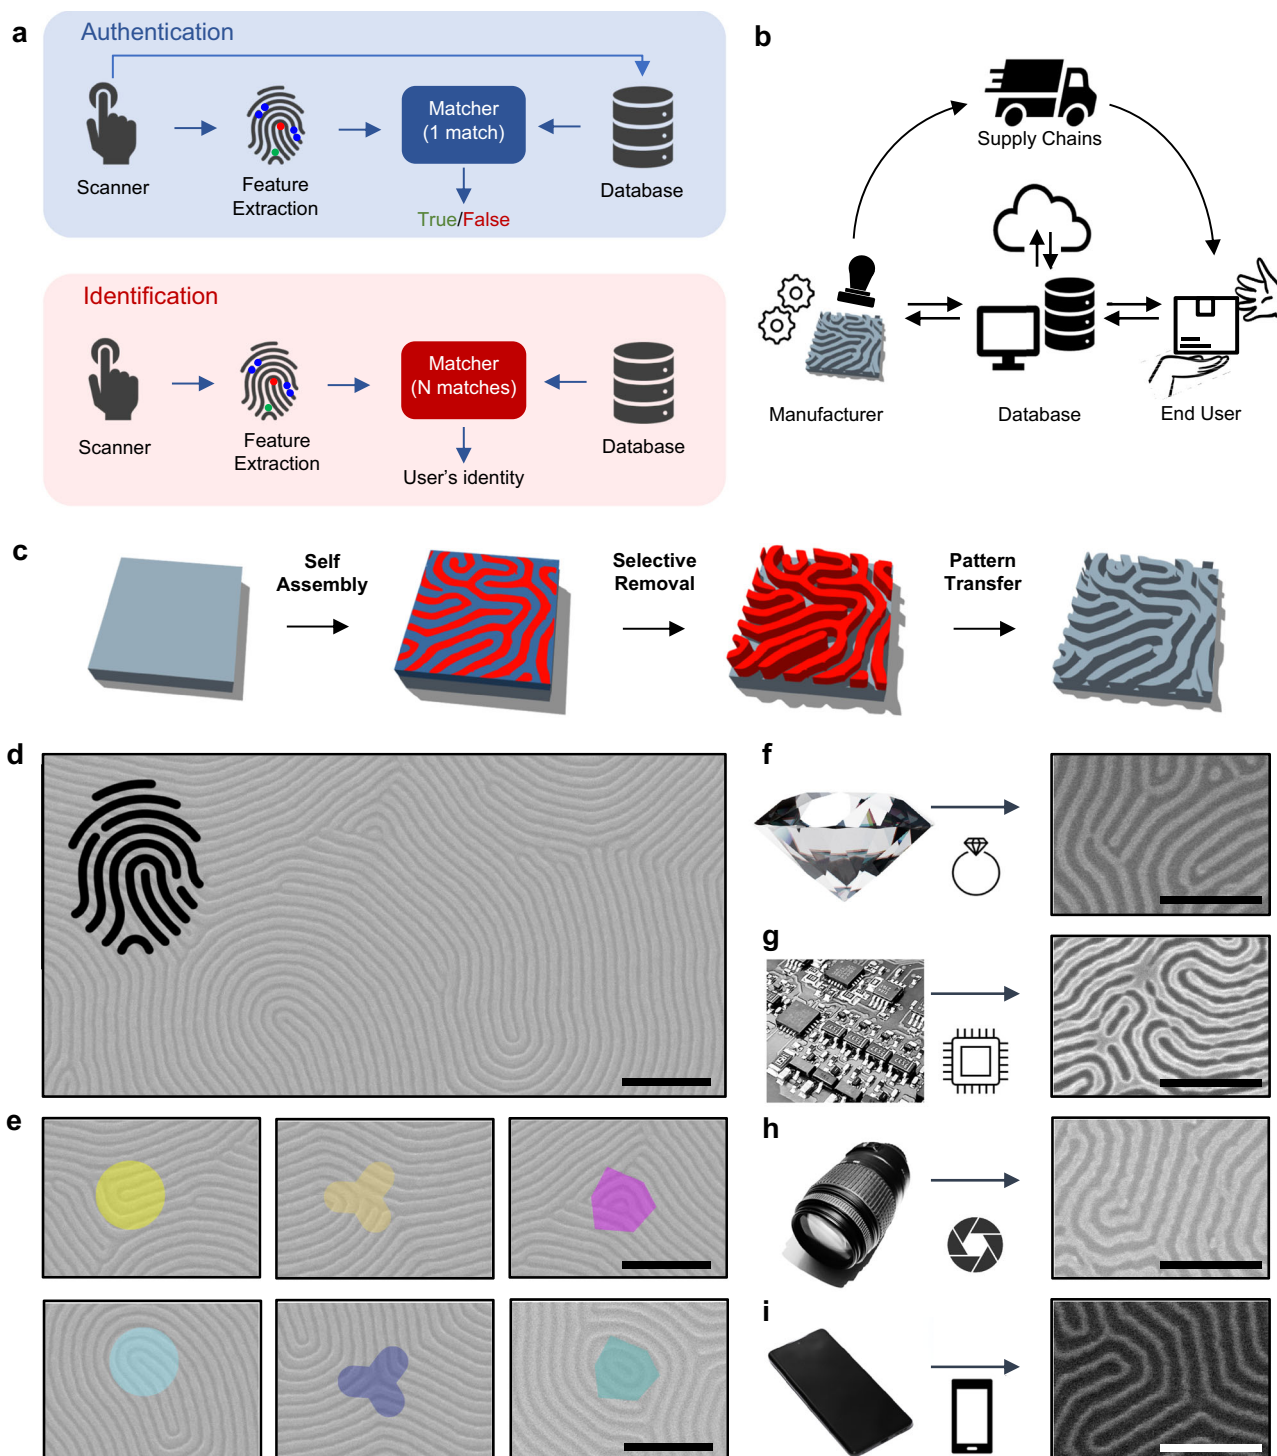 a
Authentication
Scanner
Feature
Extraction
Matcher
(1 match)
True/False
Database
Identification
Scanner
Feature
Extraction
Matcher
(N matches)
User's identity
Database
b
Supply Chains
Manufacturer
Database
End User
c
Self
Assembly
Selective
Removal
Pattern
Transfer
d
e
f
g
h
i